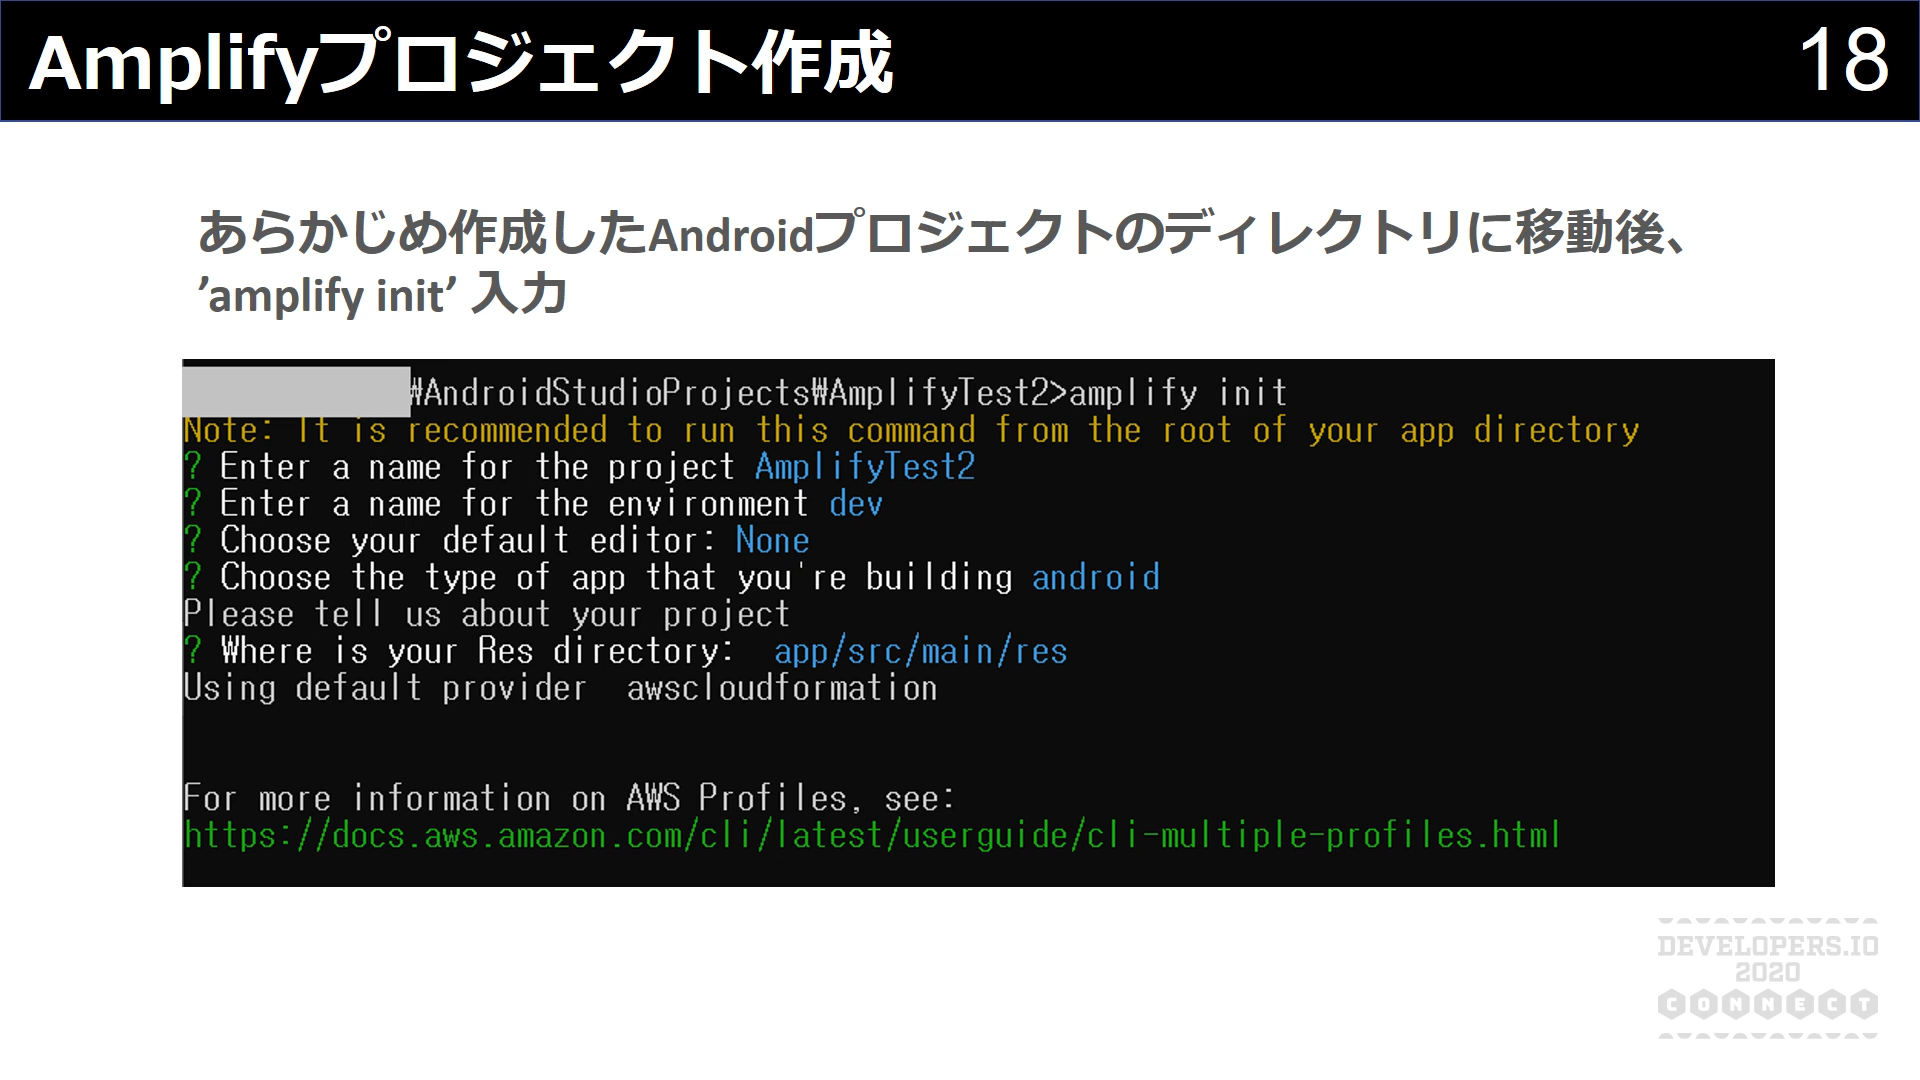 Amplifyプロジェクト作成
18
あらかじめ作成したAndroidプロジェクトのディレクトリに移動後、
’amplify init’ 入力
₩AndroidStudioProjects₩AmplifyTest2>amplify init
Note: It is recommended to run this command from the root of your app directory
? Enter a name for the project AmplifyTest2
? Enter a name for the environment dev
? Choose your default editor: None
? Choose the type of app that you're building android
Please tell us about your project
? Where is your Res directory:  app/src/main/res
Using default provider  awscloudformation
For more information on AWS Profiles, see:
https://docs.aws.amazon.com/cli/latest/userguide/cli-multiple-profiles.html
DEVELOPERS.IO
2020
CONNECT